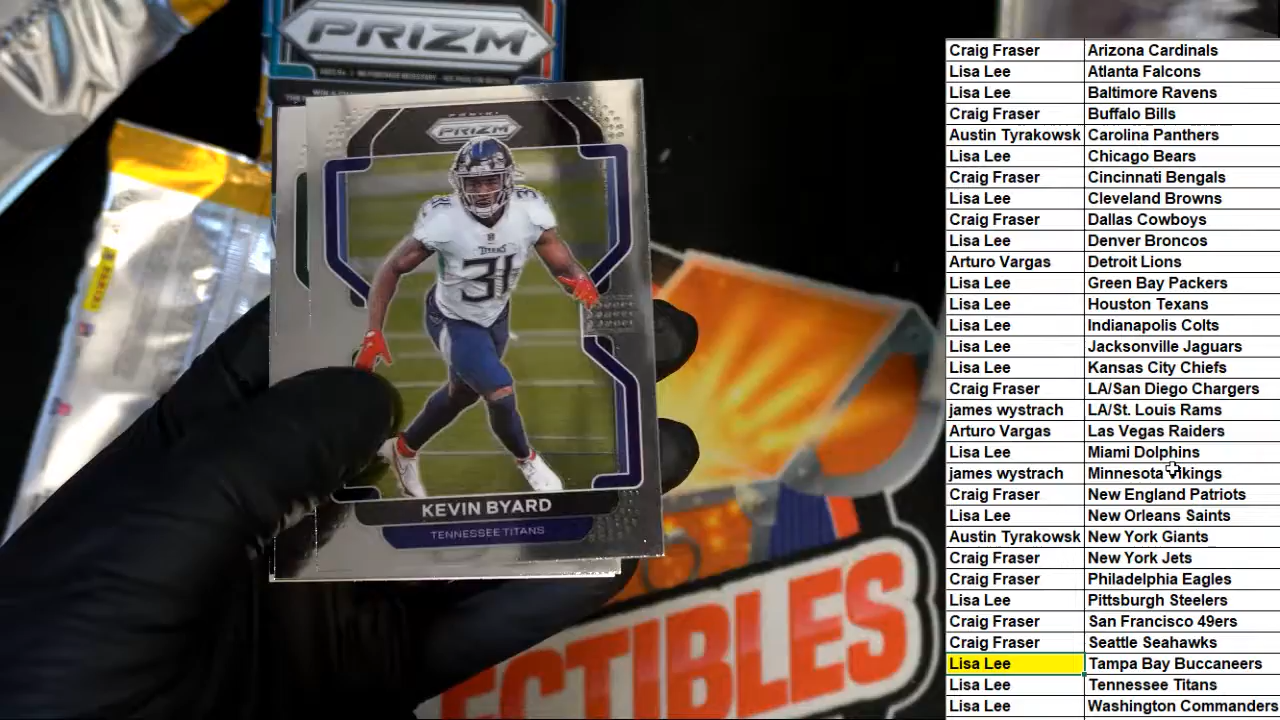 PRIZM
PRIZM
TITANS
31
KEVIN BYARD
TENNESSEE TITANS
PANINI
ECTIBLES
Craig Fraser Arizona Cardinals
Lisa Lee Atlanta Falcons
Lisa Lee Baltimore Ravens
Craig Fraser Buffalo Bills
Austin Tyrakowsk Carolina Panthers
Lisa Lee Chicago Bears
Craig Fraser Cincinnati Bengals
Lisa Lee Cleveland Browns
Craig Fraser Dallas Cowboys
Lisa Lee Denver Broncos
Arturo Vargas Detroit Lions
Lisa Lee Green Bay Packers
Lisa Lee Houston Texans
Lisa Lee Indianapolis Colts
Lisa Lee Jacksonville Jaguars
Lisa Lee Kansas City Chiefs
Craig Fraser LA/San Diego Chargers
james wystrach LA/St. Louis Rams
Arturo Vargas Las Vegas Raiders
Lisa Lee Miami Dolphins
james wystrach Minnesota Vikings
Craig Fraser New England Patriots
Lisa Lee New Orleans Saints
Austin Tyrakowsk New York Giants
Craig Fraser New York Jets
Craig Fraser Philadelphia Eagles
Lisa Lee Pittsburgh Steelers
Craig Fraser San Francisco 49ers
Craig Fraser Seattle Seahawks
Lisa Lee Tampa Bay Buccaneers
Lisa Lee Tennessee Titans
Lisa Lee Washington Commanders